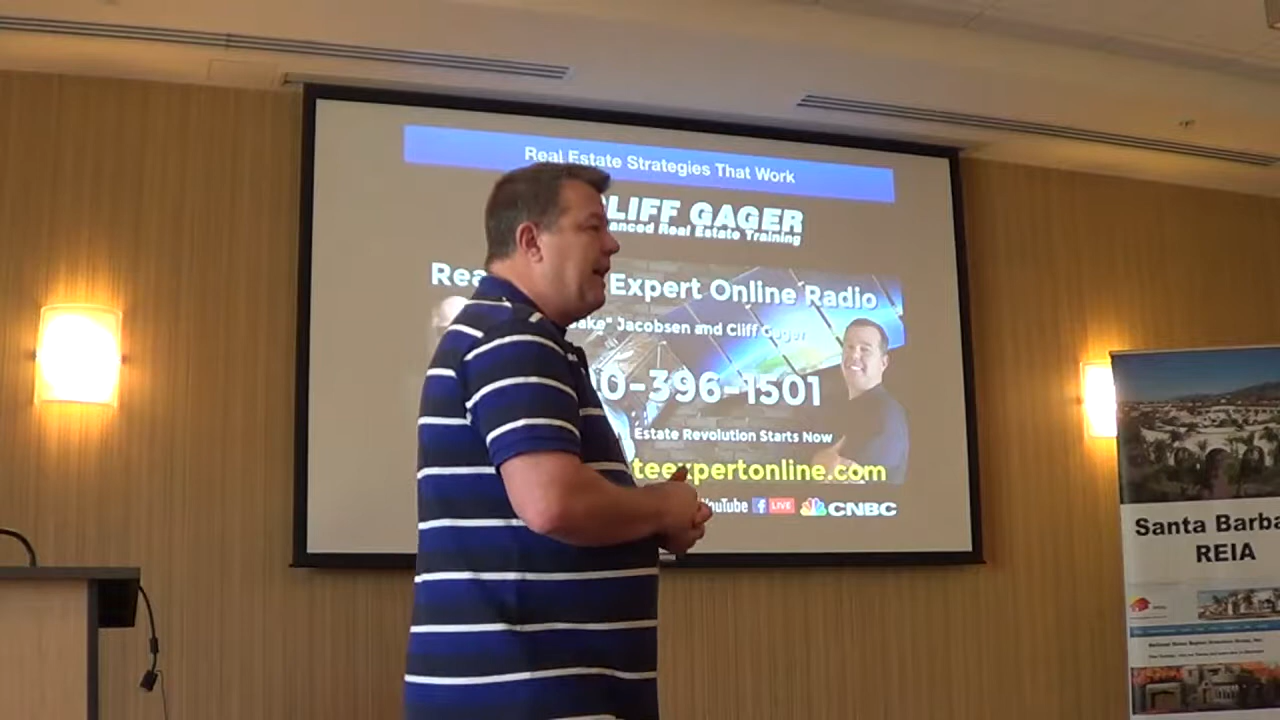 Real Estate Strategies That Work
LIFF GAGER
anced Real Estate Training
Rea Expert Online Radio
Jacobsen and Cliff Gager
0-396-1501
Estate Revolution Starts Now
teexpertonline.com
YouTube f LIVE CNBC
Santa Barba
REIA